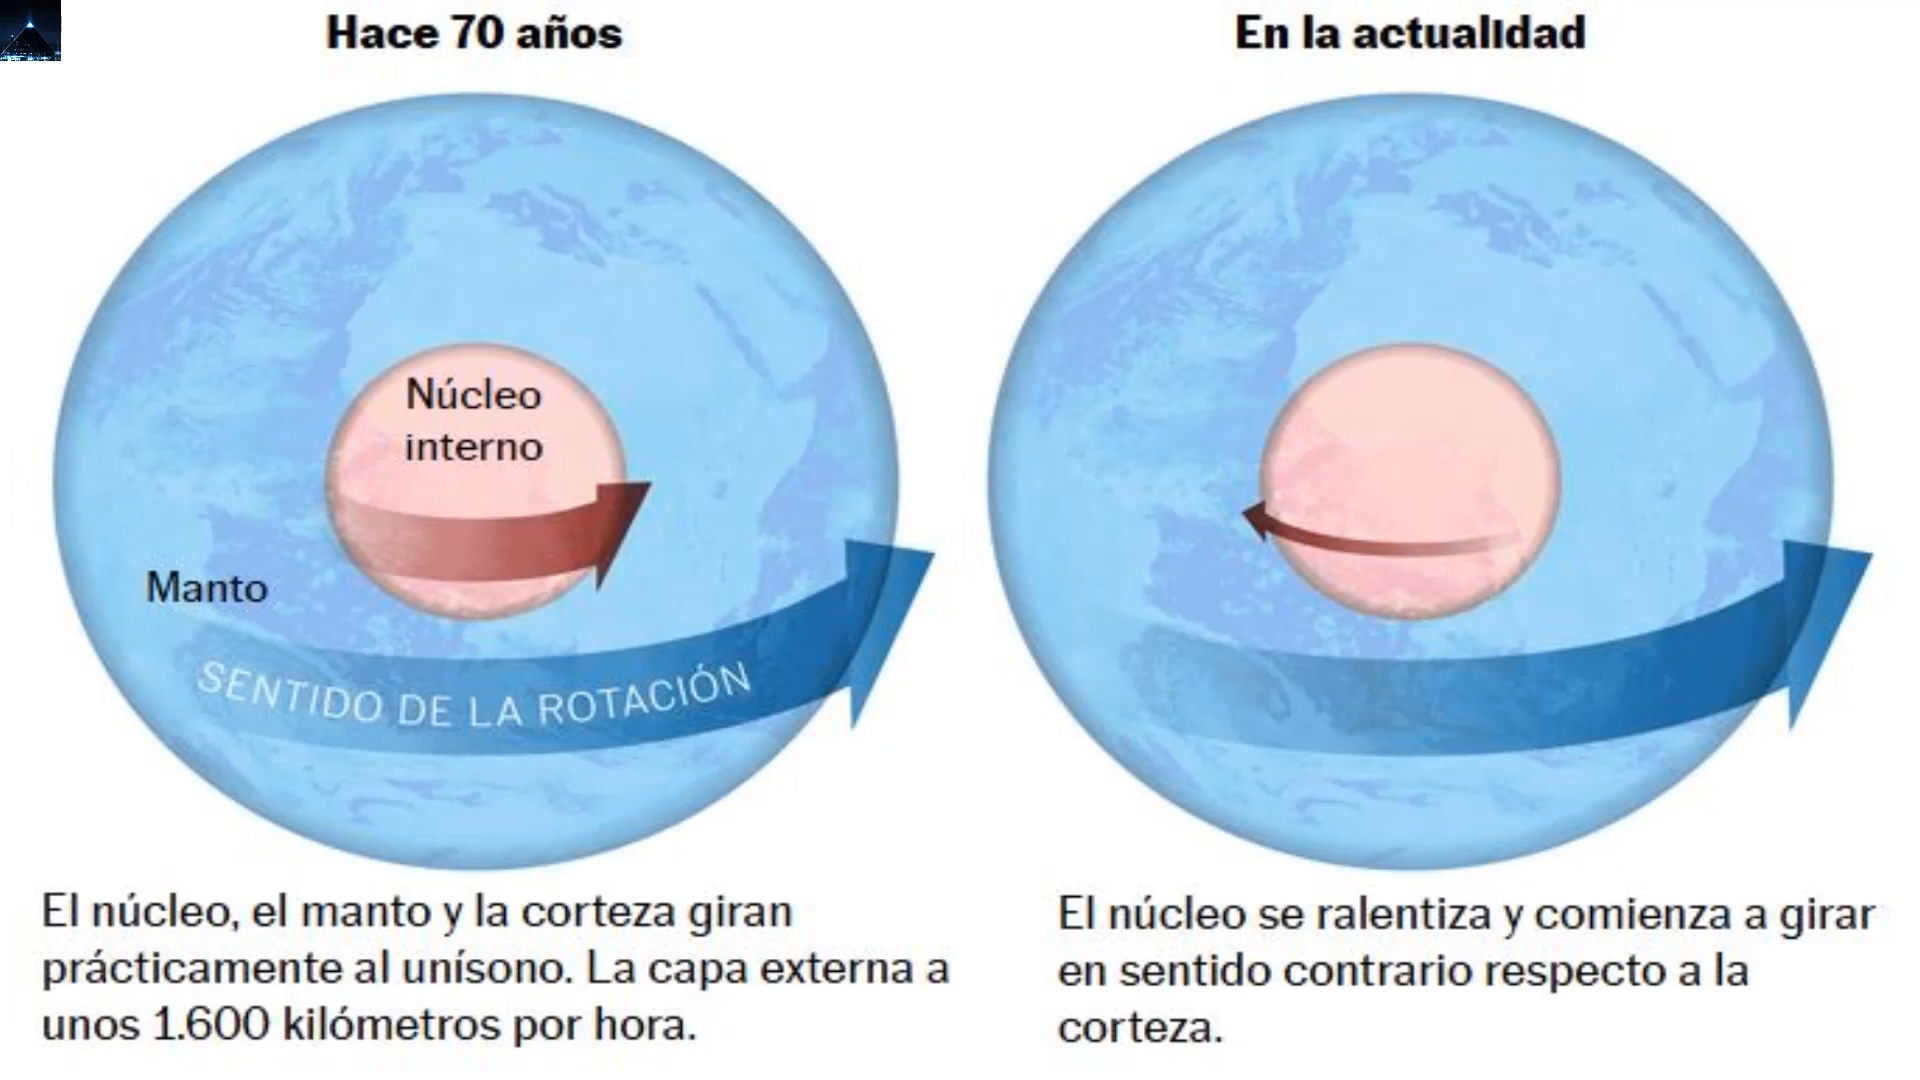 Hace 70 años
Núcleo
interno
Manto
SENTIDO DE LA ROTACIÓN
El núcleo, el manto y la corteza giran
prácticamente al unísono. La capa externa a
unos 1.600 kilómetros por hora.
En la actualidad
El núcleo se ralentiza y comienza a girar
en sentido contrario respecto a la
corteza.